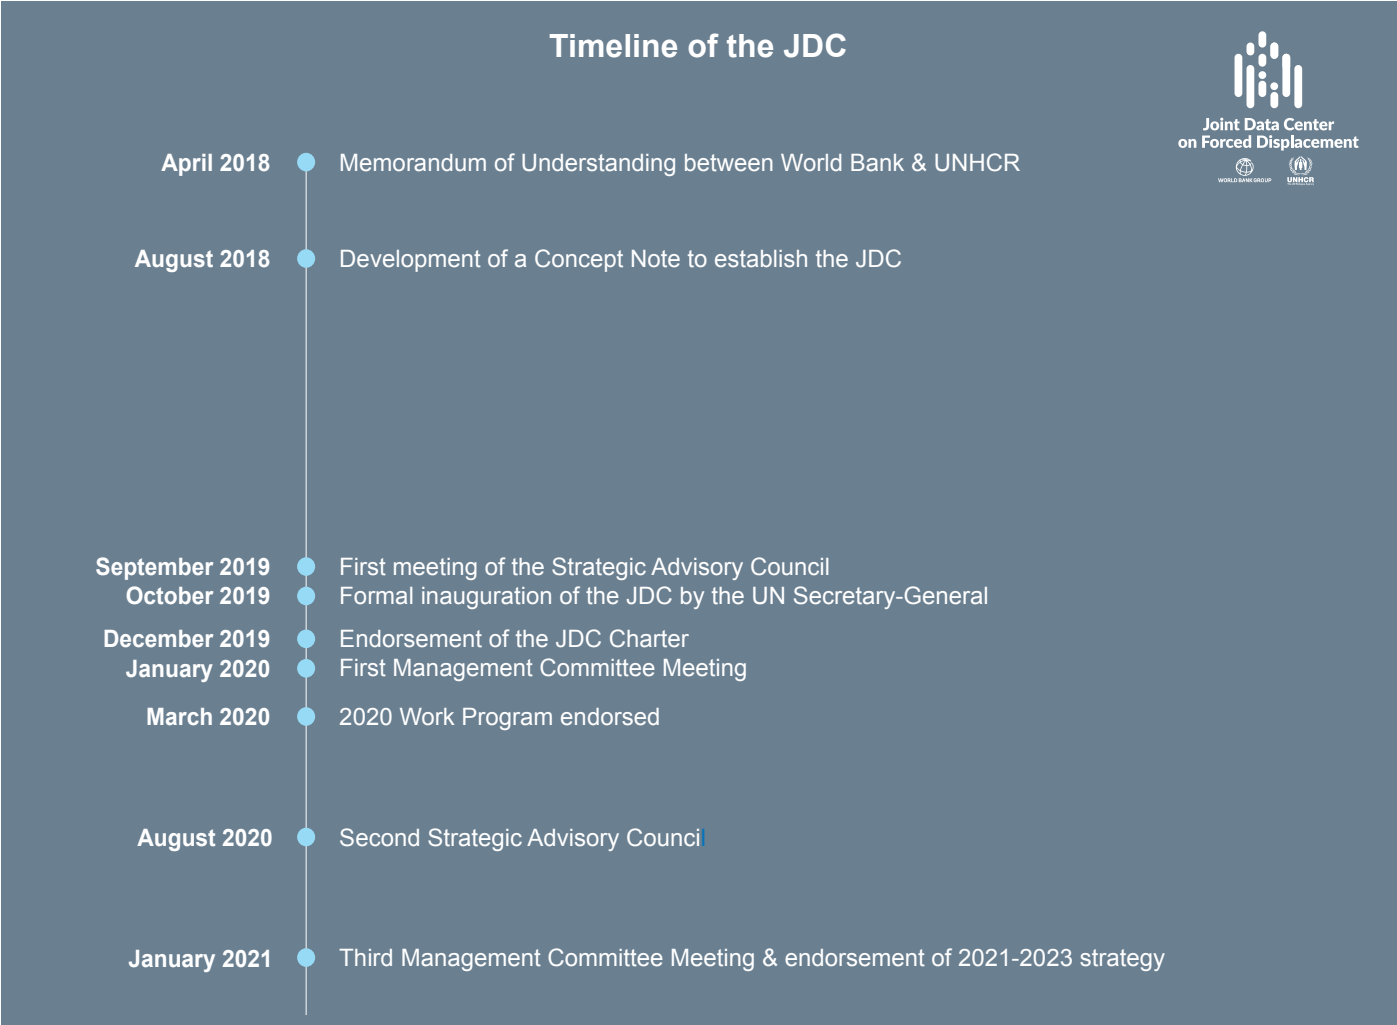 Timeline of the JDC
Joint Data Center
on Forced Displacement
WORLD BANK GROUP
UNHCR
April 2018 Memorandum of Understanding between World Bank & UNHCR
August 2018 Development of a Concept Note to establish the JDC
September 2019 First meeting of the Strategic Advisory Council
October 2019 Formal inauguration of the JDC by the UN Secretary-General
December 2019 Endorsement of the JDC Charter
January 2020 First Management Committee Meeting
March 2020 2020 Work Program endorsed
August 2020 Second Strategic Advisory Council
January 2021 Third Management Committee Meeting & endorsement of 2021-2023 strategy